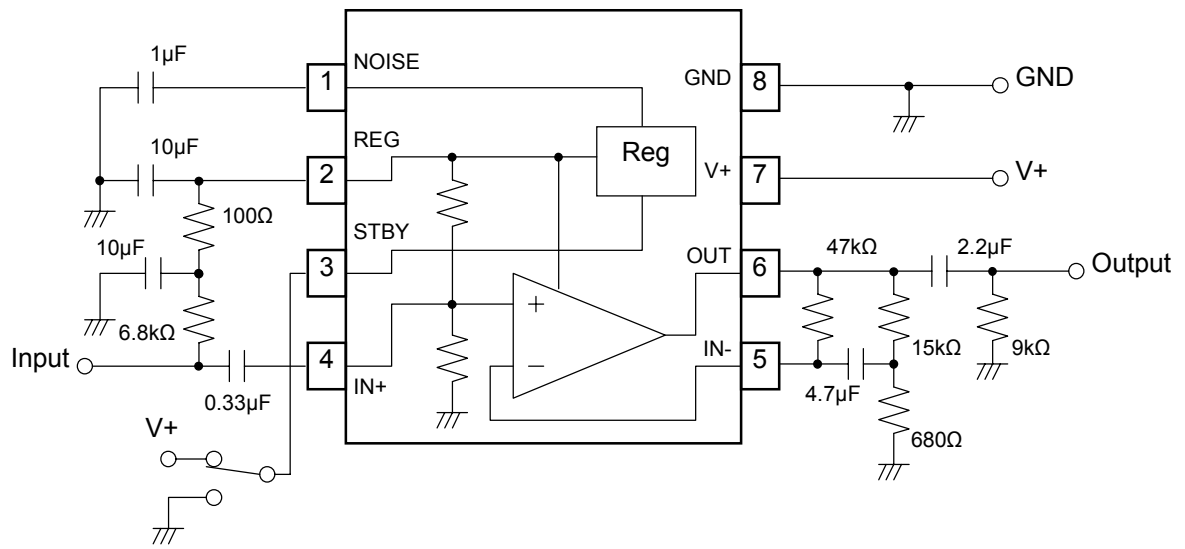 1µF
1
NOISE
GND
8
GND
10µF
2
REG
Reg
V+
7
V+
100Ω
10µF
3
STBY
OUT
6
47kΩ
2.2µF
Output
6.8kΩ
+
Input
4
IN+
−
IN-
5
15kΩ
9kΩ
0.33µF
4.7µF
V+
680Ω